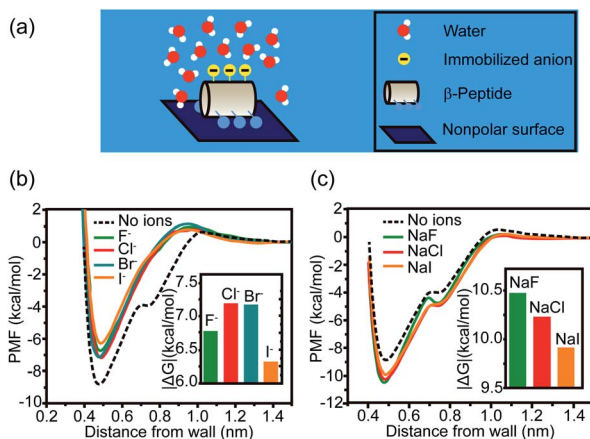 (a)
Water
Immobilized anion
β-Peptide
Nonpolar surface
(b)
2
0
-2
-4
-6
-8
-10
PMF (kcal/mol)
0.2 0.4 0.6 0.8 1.0 1.2 1.4
Distance from wall (nm)
No ions
F-
Cl-
Br-
I-
|ΔG|(kcal/mol)
7.5
7.0
6.5
6.0
F-
Cl-
Br-
I-
(c)
2
0
-2
-4
-6
-8
-10
-12
PMF (kcal/mol)
0.4 0.6 0.8 1.0 1.2 1.4
Distance from wall (nm)
No ions
NaF
NaCl
NaI
|ΔG|(kcal/mol)
10.5
10.0
9.5
NaF
NaCl
NaI